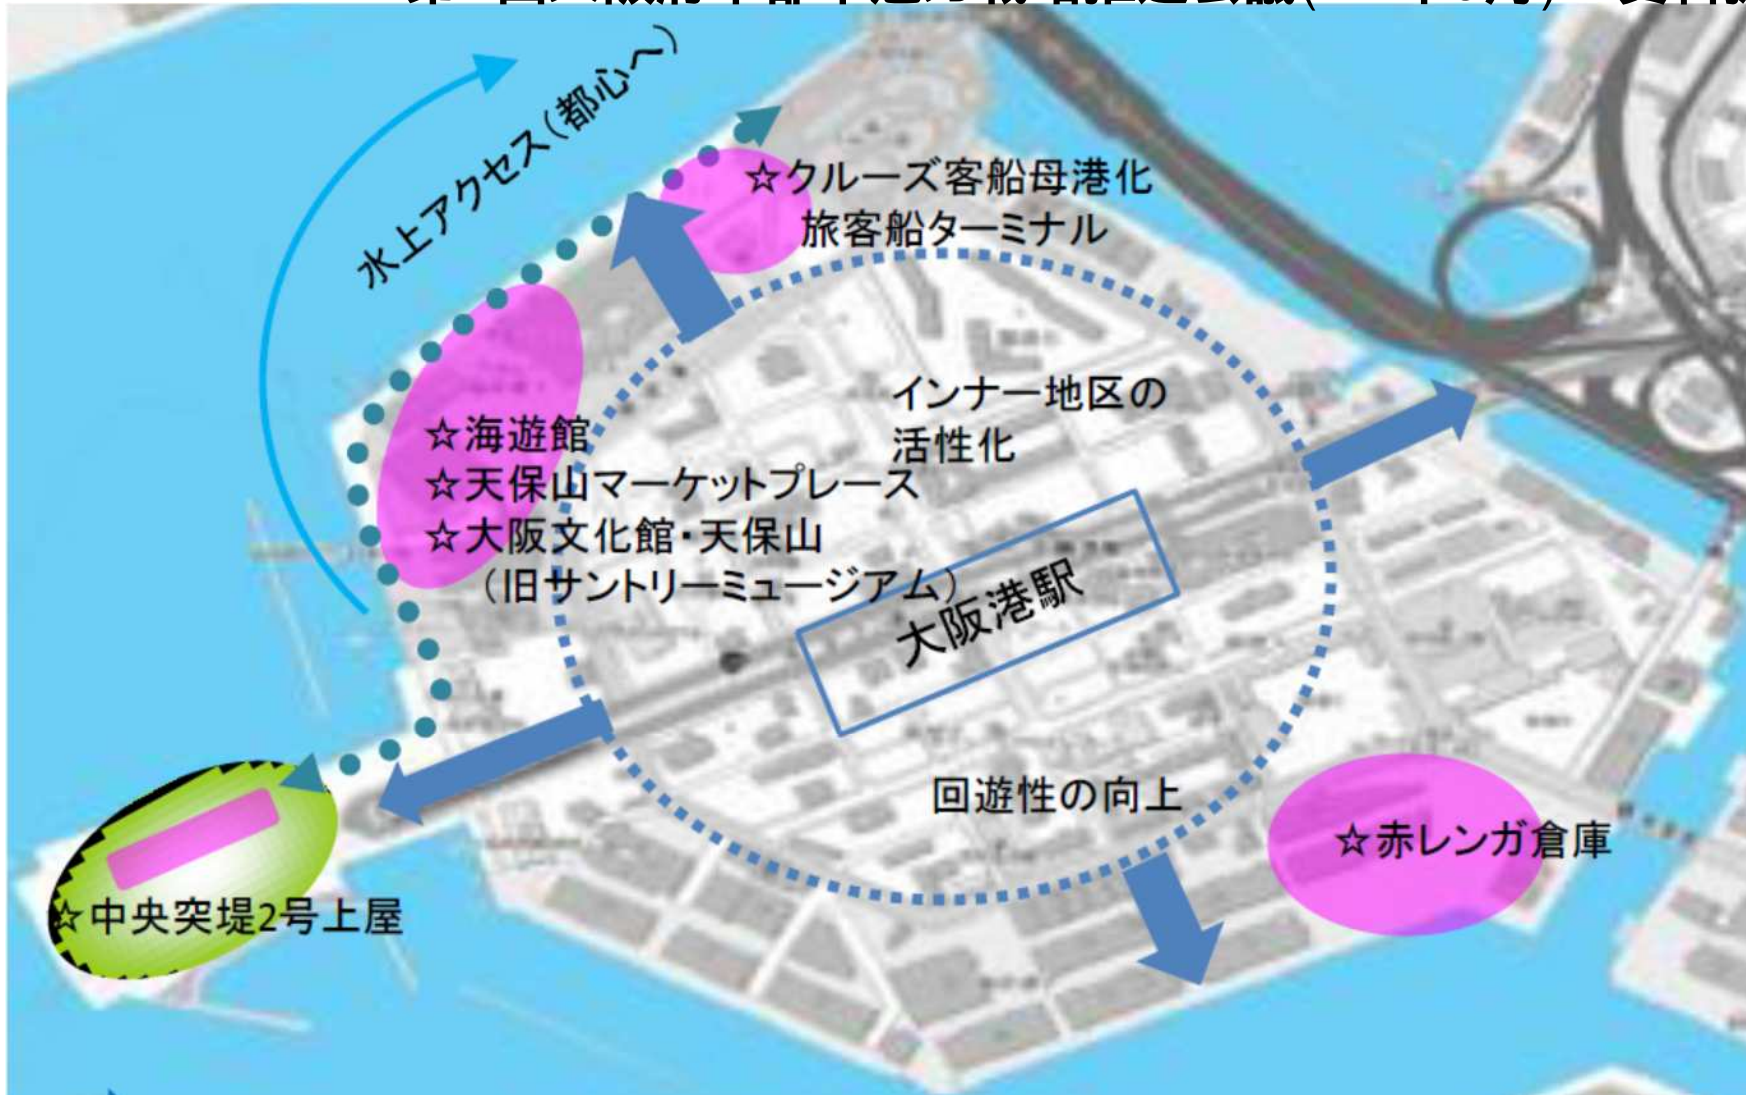 水上アクセス（都心へ）
☆クルーズ客船母港化
旅客船ターミナル
インナー地区の
活性化
☆海遊館
☆天保山マーケットプレース
☆大阪文化館・天保山
（旧サントリーミュージアム）
大阪港駅
回遊性の向上
☆赤レンガ倉庫
☆中央突堤2号上屋